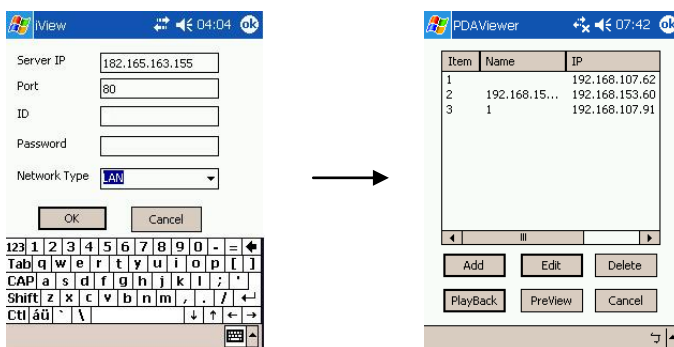 iView 04:04 ok
Server IP 182.165.163.155
Port 80
ID
Password
Network Type LAN
OK Cancel
123 1 2 3 4 5 6 7 8 9 0 - =
Tab q w e r t y u i o p [ ]
CAP a s d f g h j k l ; '
Shift z x c v b n m , . /
Ctl áü ` \
PDAViewer 07:42 ok
Item Name IP
1 192.168.107.62
2 192.168.15... 192.168.153.60
3 1 192.168.107.91
Add Edit Delete
PlayBack PreView Cancel
ㄅ